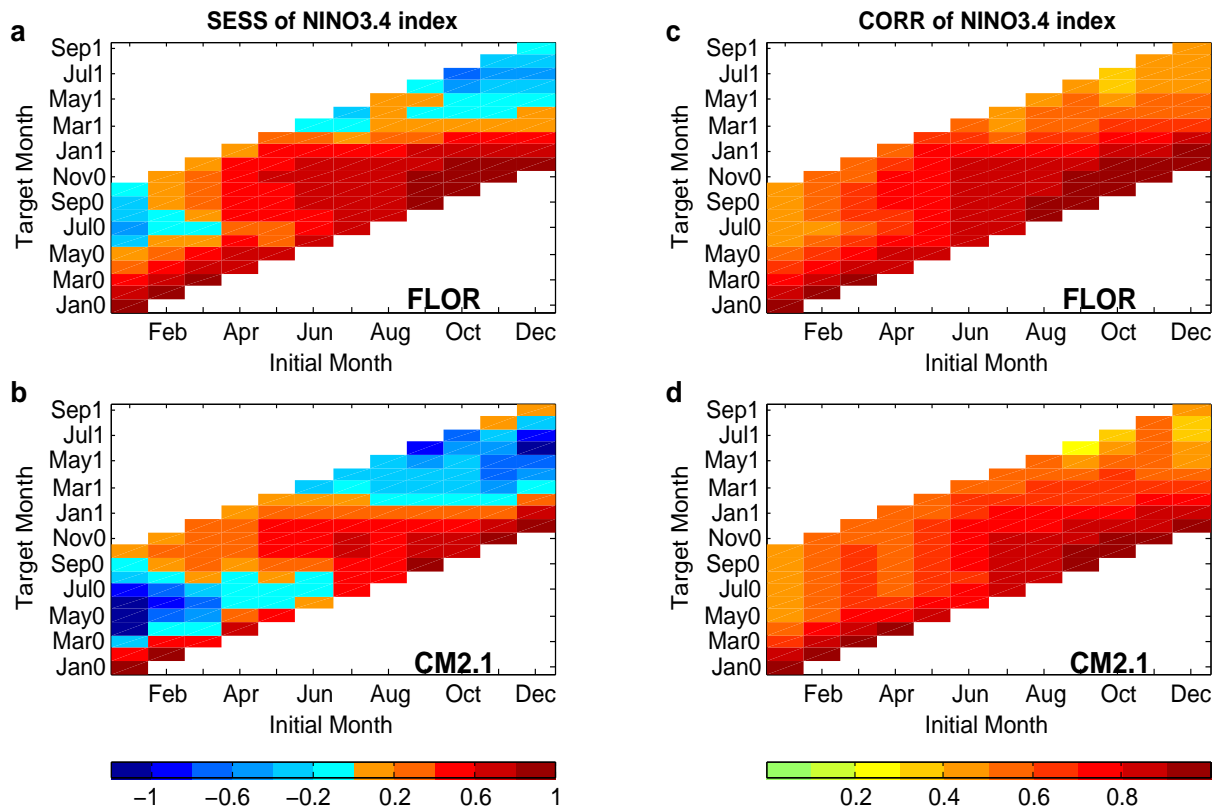 a
SESS of NINO3.4 index
Sep1
Jul1
May1
Mar1
Jan1
Nov0
Sep0
Jul0
May0
Mar0
Jan0
Target Month
FLOR
Feb Apr Jun Aug Oct Dec
Initial Month
c
CORR of NINO3.4 index
Sep1
Jul1
May1
Mar1
Jan1
Nov0
Sep0
Jul0
May0
Mar0
Jan0
Target Month
FLOR
Feb Apr Jun Aug Oct Dec
Initial Month
b
Sep1
Jul1
May1
Mar1
Jan1
Nov0
Sep0
Jul0
May0
Mar0
Jan0
Target Month
CM2.1
Feb Apr Jun Aug Oct Dec
Initial Month
−1 −0.6 −0.2 0.2 0.6 1
d
Sep1
Jul1
May1
Mar1
Jan1
Nov0
Sep0
Jul0
May0
Mar0
Jan0
Target Month
CM2.1
Feb Apr Jun Aug Oct Dec
Initial Month
0.2 0.4 0.6 0.8